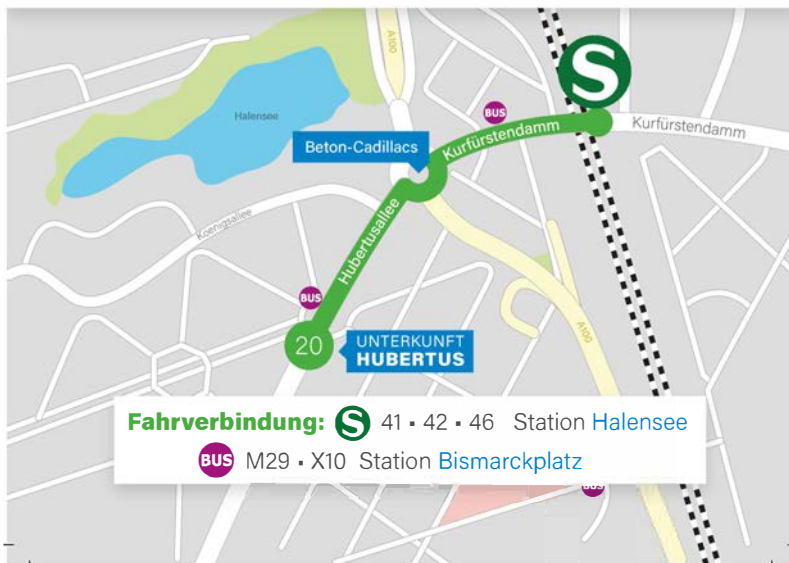 A100
S
Halensee
BUS
Kurfürstendamm
Kurfürstendamm
Beton-Cadillacs
Hubertusallee
Koenigsallee
BUS
A100
20
UNTERKUNFT
HUBERTUS
Fahrverbindung: S 41 ▪ 42 ▪ 46 Station Halensee
BUS M29 ▪ X10 Station Bismarckplatz
BUS